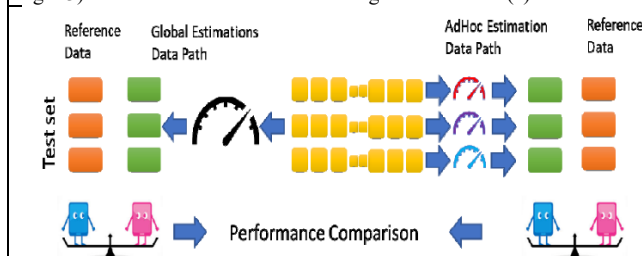 Reference
Data
Global Estimations
Data Path
AdHoc Estimation
Data Path
Reference
Data
Test set
Performance Comparison